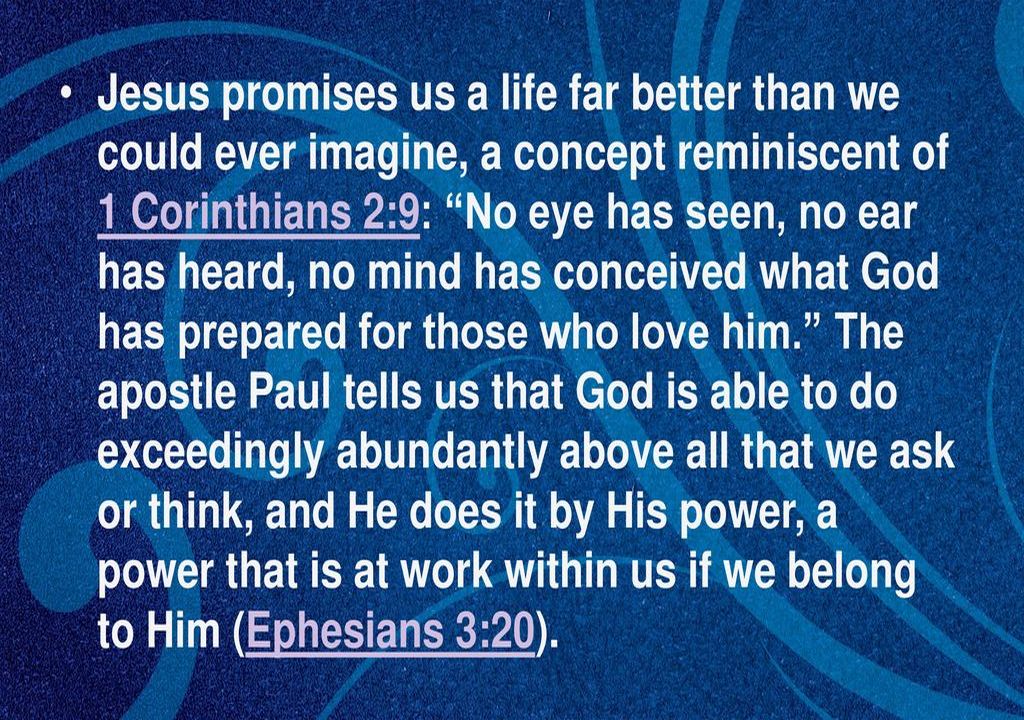 • Jesus promises us a life far better than we
could ever imagine, a concept reminiscent of
1 Corinthians 2:9: “No eye has seen, no ear
has heard, no mind has conceived what God
has prepared for those who love him.” The
apostle Paul tells us that God is able to do
exceedingly abundantly above all that we ask
or think, and He does it by His power, a
power that is at work within us if we belong
to Him (Ephesians 3:20).